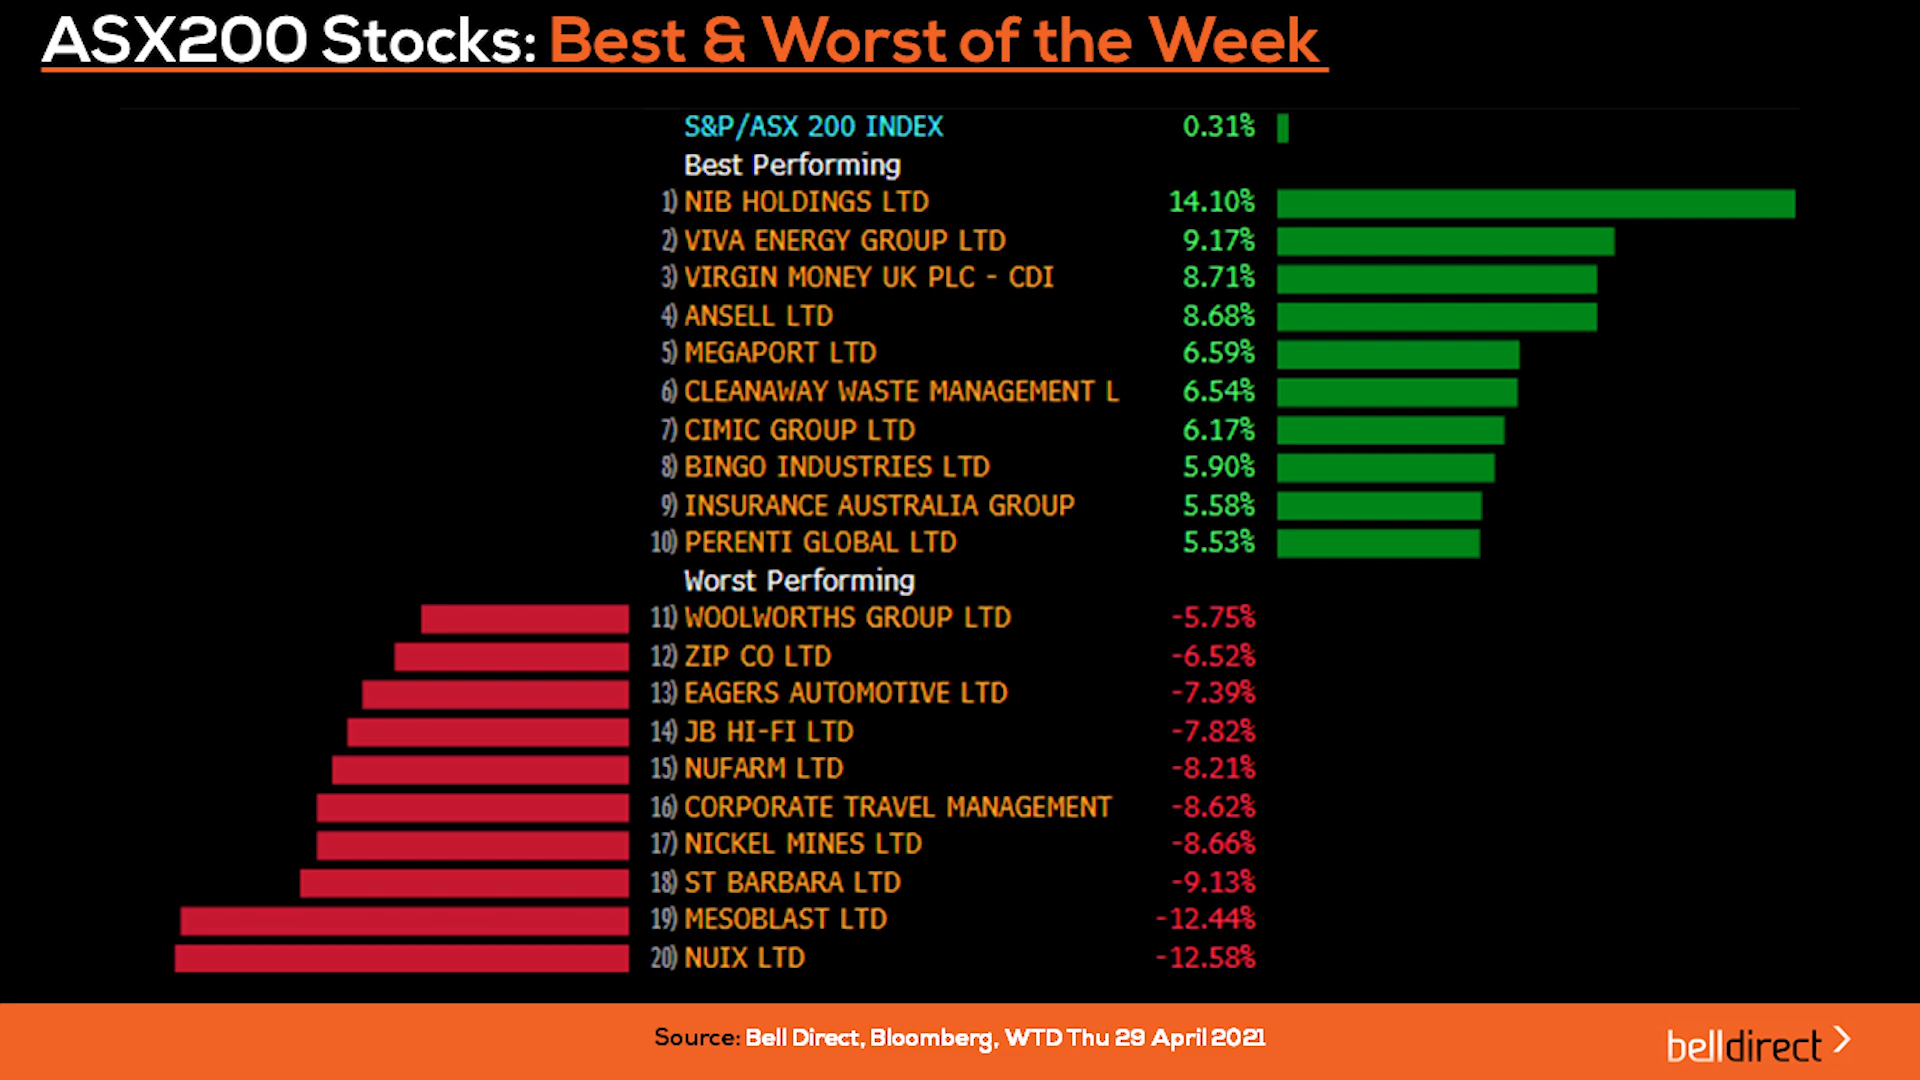 ASX200 Stocks: Best & Worst of the Week
S&P/ASX 200 INDEX 0.31%
Best Performing
1) NIB HOLDINGS LTD 14.10%
2) VIVA ENERGY GROUP LTD 9.17%
3) VIRGIN MONEY UK PLC - CDI 8.71%
4) ANSELL LTD 8.68%
5) MEGAPORT LTD 6.59%
6) CLEANAWAY WASTE MANAGEMENT L 6.54%
7) CIMIC GROUP LTD 6.17%
8) BINGO INDUSTRIES LTD 5.90%
9) INSURANCE AUSTRALIA GROUP 5.58%
10) PERENTI GLOBAL LTD 5.53%
Worst Performing
11) WOOLWORTHS GROUP LTD -5.75%
12) ZIP CO LTD -6.52%
13) EAGERS AUTOMOTIVE LTD -7.39%
14) JB HI-FI LTD -7.82%
15) NUFARM LTD -8.21%
16) CORPORATE TRAVEL MANAGEMENT -8.62%
17) NICKEL MINES LTD -8.66%
18) ST BARBARA LTD -9.13%
19) MESOBLAST LTD -12.44%
20) NUIX LTD -12.58%
Source: Bell Direct, Bloomberg, WTD Thu 29 April 2021
belldirect